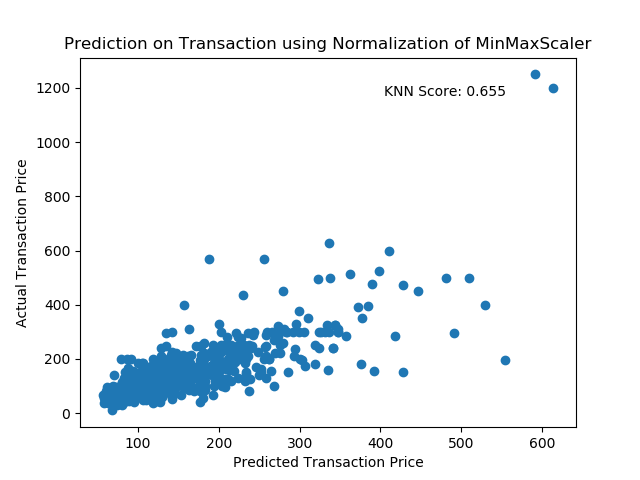 Prediction on Transaction using Normalization of MinMaxScaler
1200
1000
800
600
400
200
0
KNN Score: 0.655
Actual Transaction Price
100 200 300 400 500 600
Predicted Transaction Price